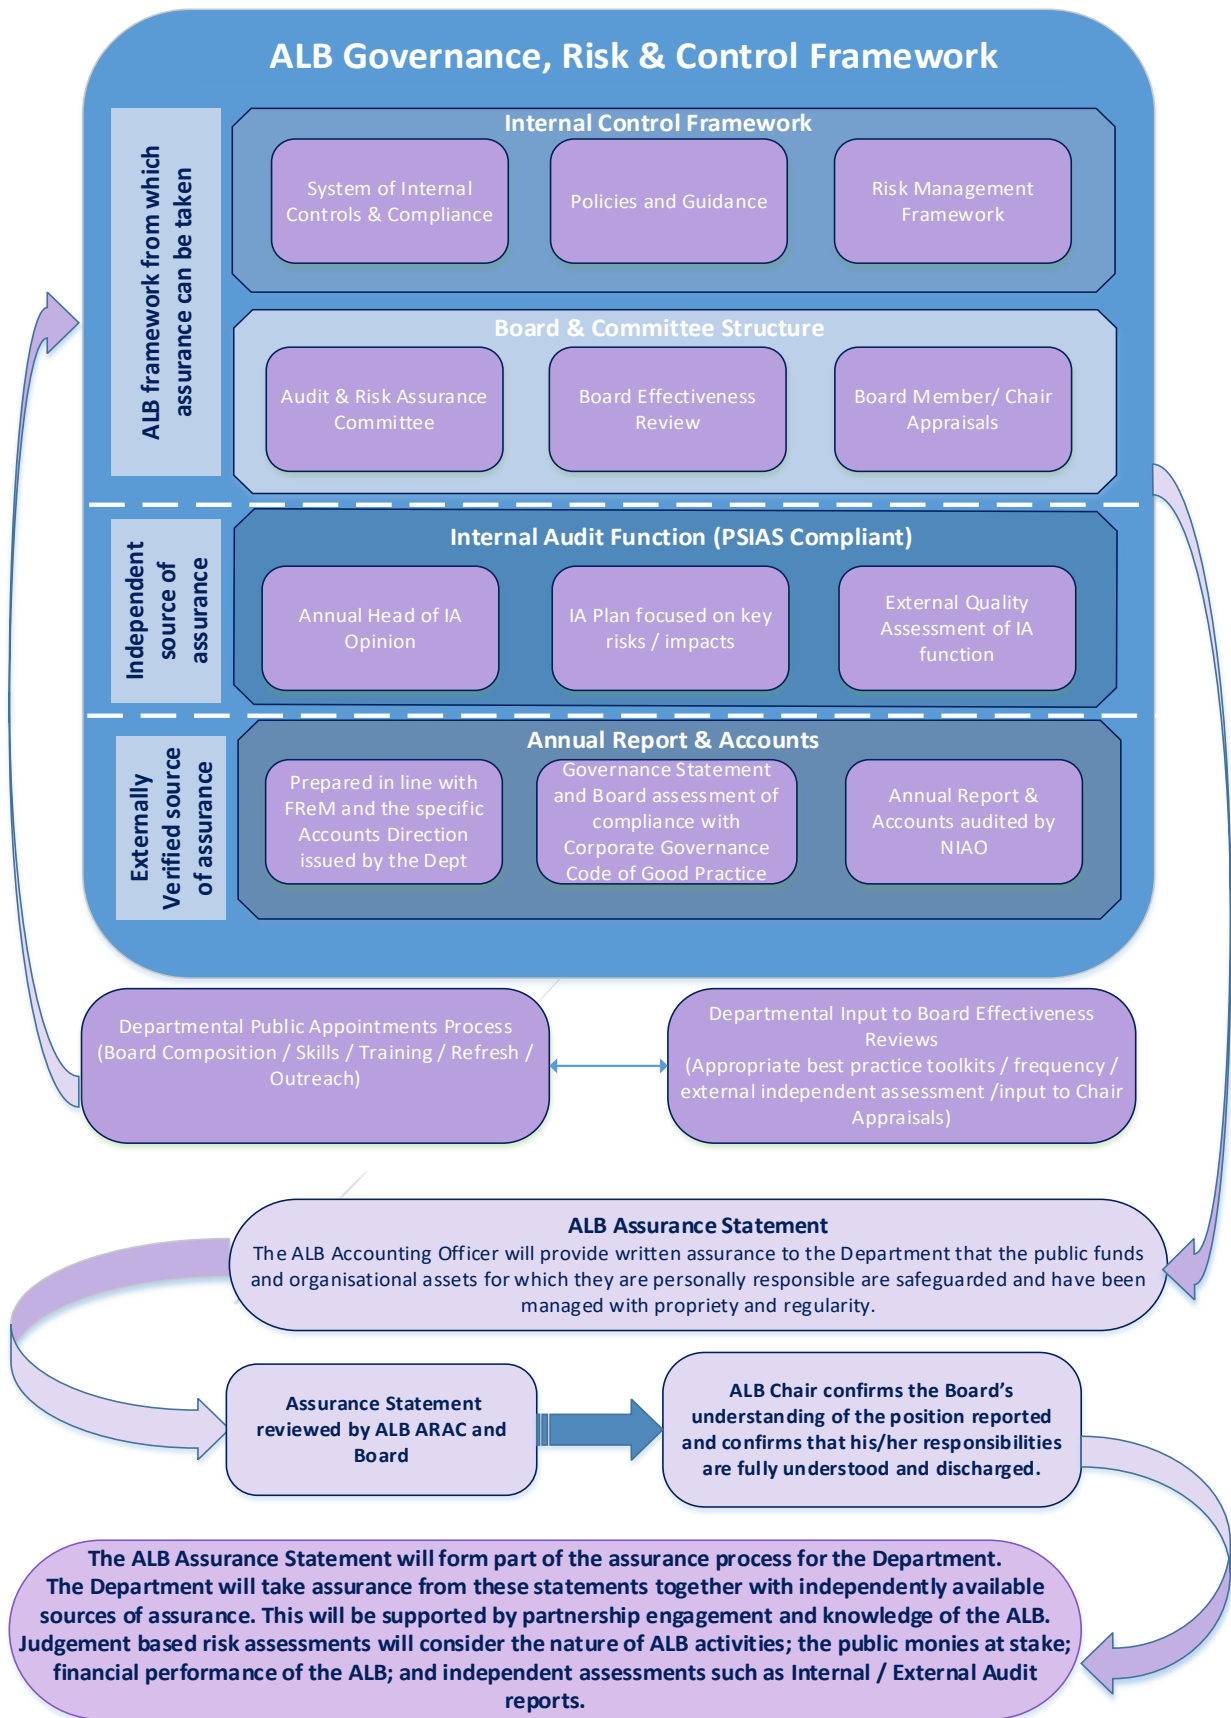 ALB Governance, Risk & Control Framework
ALB framework from which
assurance can be taken
Internal Control Framework
System of Internal
Controls & Compliance
Policies and Guidance
Risk Management
Framework
Board & Committee Structure
Audit & Risk Assurance
Committee
Board Effectiveness
Review
Board Member/ Chair
Appraisals
Independent
source of
assurance
Internal Audit Function (PSIAS Compliant)
Annual Head of IA
Opinion
IA Plan focused on key
risks / impacts
External Quality
Assessment of IA
function
Externally
Verified source
of assurance
Annual Report & Accounts
Prepared in line with
FReM and the specific
Accounts Direction
issued by the Dept
Governance Statement
and Board assessment of
compliance with
Corporate Governance
Code of Good Practice
Annual Report &
Accounts audited by
NIAO
Departmental Public Appointments Process
(Board Composition / Skills / Training / Refresh /
Outreach)
Departmental Input to Board Effectiveness
Reviews
(Appropriate best practice toolkits / frequency /
external independent assessment /input to Chair
Appraisals)
ALB Assurance Statement
The ALB Accounting Officer will provide written assurance to the Department that the public funds
and organisational assets for which they are personally responsible are safeguarded and have been
managed with propriety and regularity.
Assurance Statement
reviewed by ALB ARAC and
Board
ALB Chair confirms the Board’s
understanding of the position reported
and confirms that his/her responsibilities
are fully understood and discharged.
The ALB Assurance Statement will form part of the assurance process for the Department.
The Department will take assurance from these statements together with independently available
sources of assurance. This will be supported by partnership engagement and knowledge of the ALB.
Judgement based risk assessments will consider the nature of ALB activities; the public monies at stake;
financial performance of the ALB; and independent assessments such as Internal / External Audit
reports.